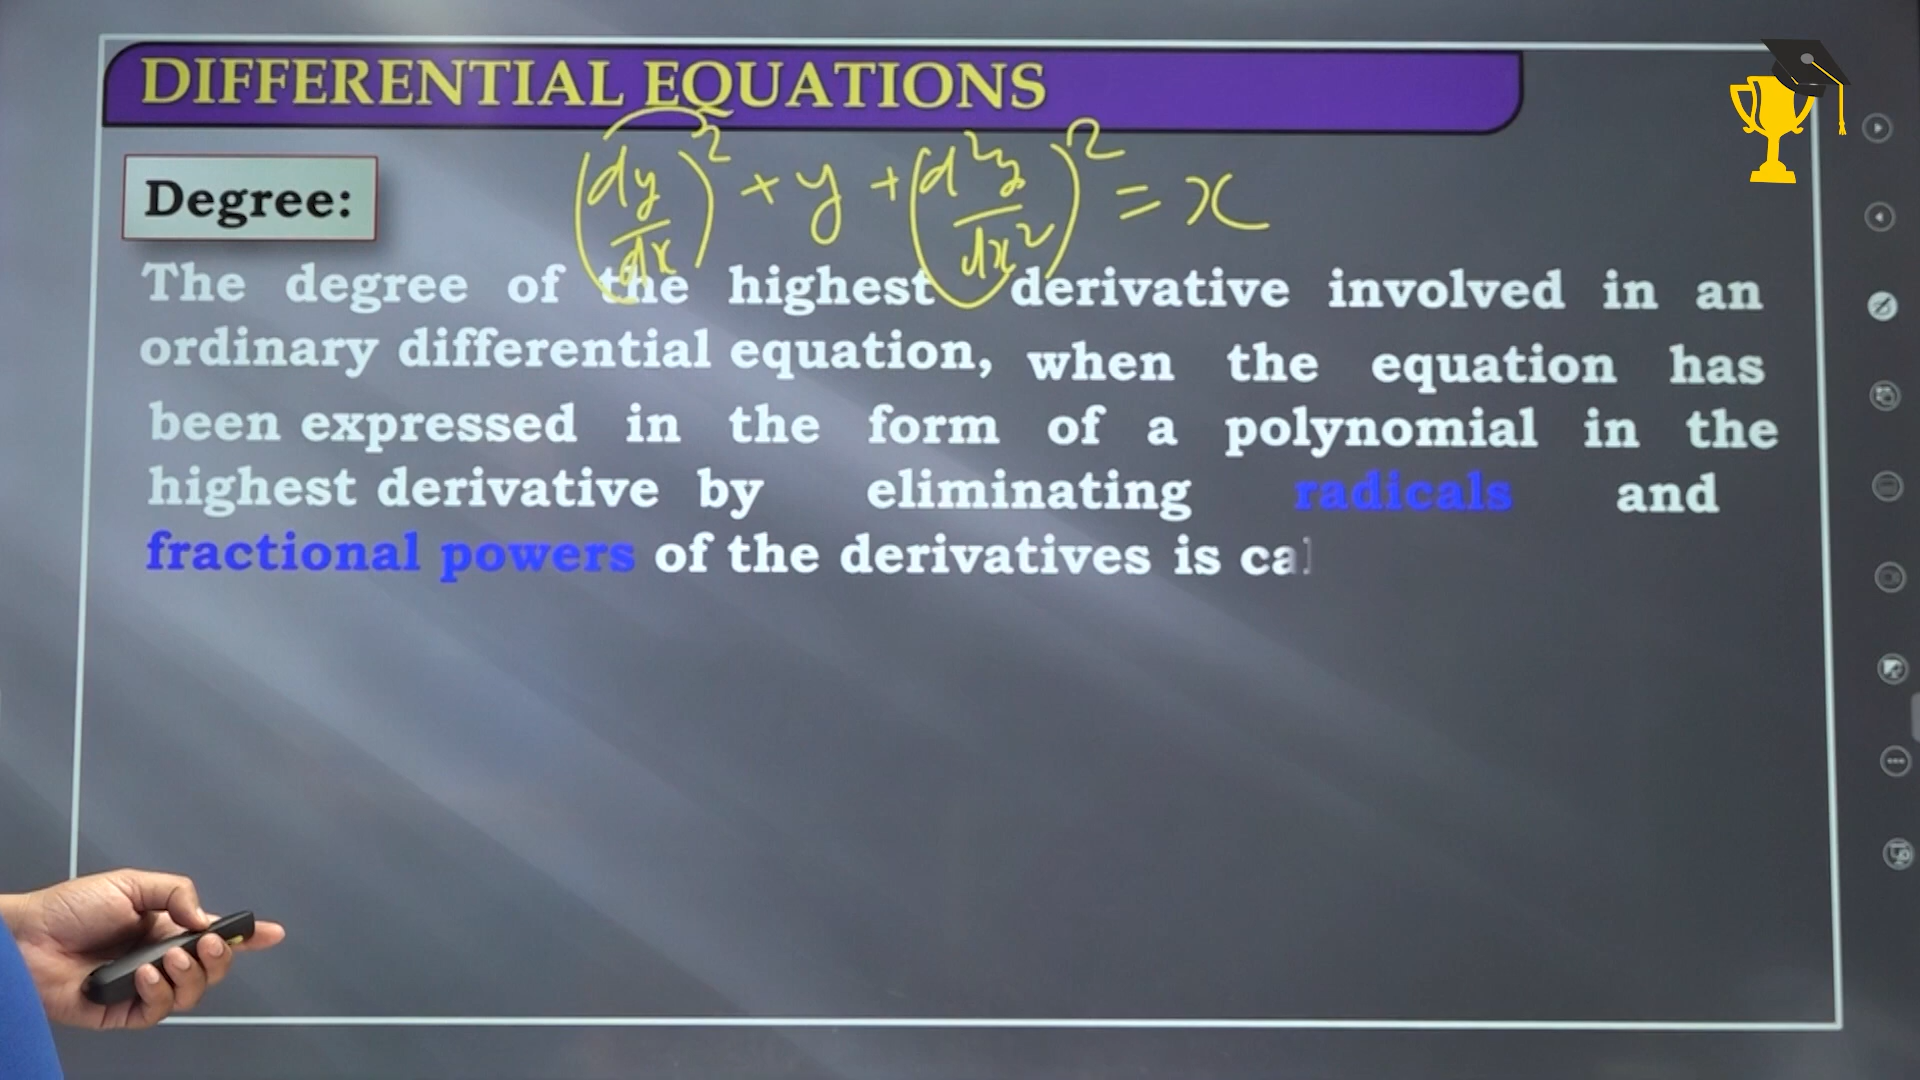 DIFFERENTIAL EQUATIONS
(dy/dx)² + y + (d²y/dx²)² = x
Degree:
The degree of the highest derivative involved in an
ordinary differential equation, when the equation has
been expressed in the form of a polynomial in the
highest derivative by eliminating radicals and
fractional powers of the derivatives is cal